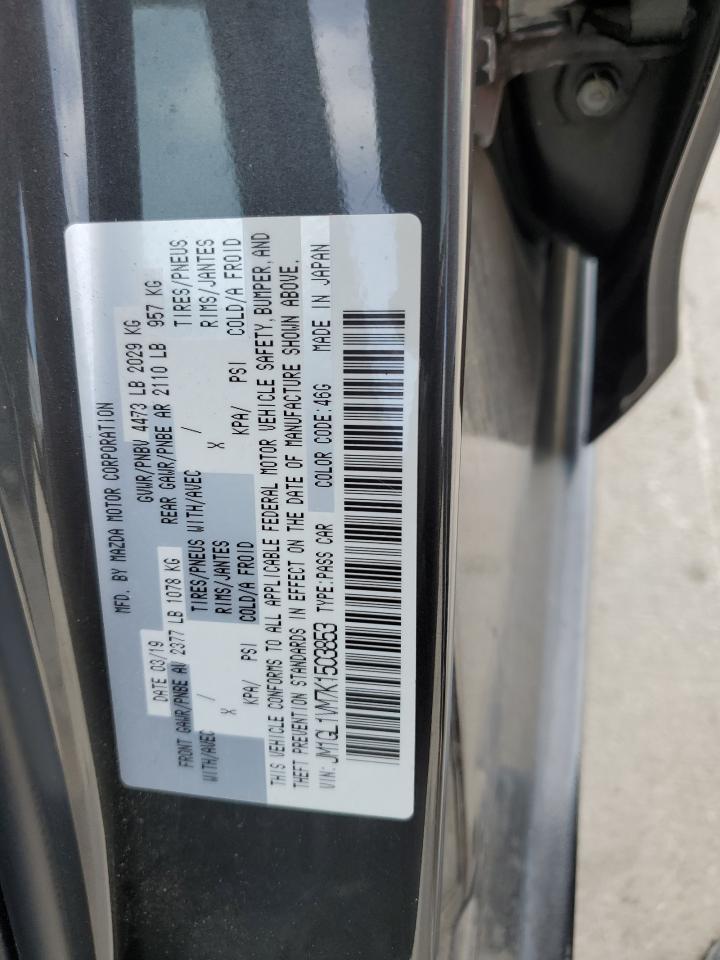 MFD. BY MAZDA MOTOR CORPORATION
DATE 03/19 GVWR/PNBV 4473 LB 2029 KG
FRONT GAWR/PNBE AV 2377 LB 1078 KG REAR GAWR/PNBE AR 2110 LB 957 KG
WITH/AVEC / TIRES/PNEUS WITH/AVEC / TIRES/PNEUS
X RIMS/JANTES X RIMS/JANTES
KPA/ PSI COLD/A FROID KPA/ PSI COLD/A FROID
THIS VEHICLE CONFORMS TO ALL APPLICABLE FEDERAL MOTOR VEHICLE SAFETY, BUMPER, AND
THEFT PREVENTION STANDARDS IN EFFECT ON THE DATE OF MANUFACTURE SHOWN ABOVE.
VIN: JM1GL1VM7K1503853 TYPE:PASS CAR COLOR CODE:46G MADE IN JAPAN